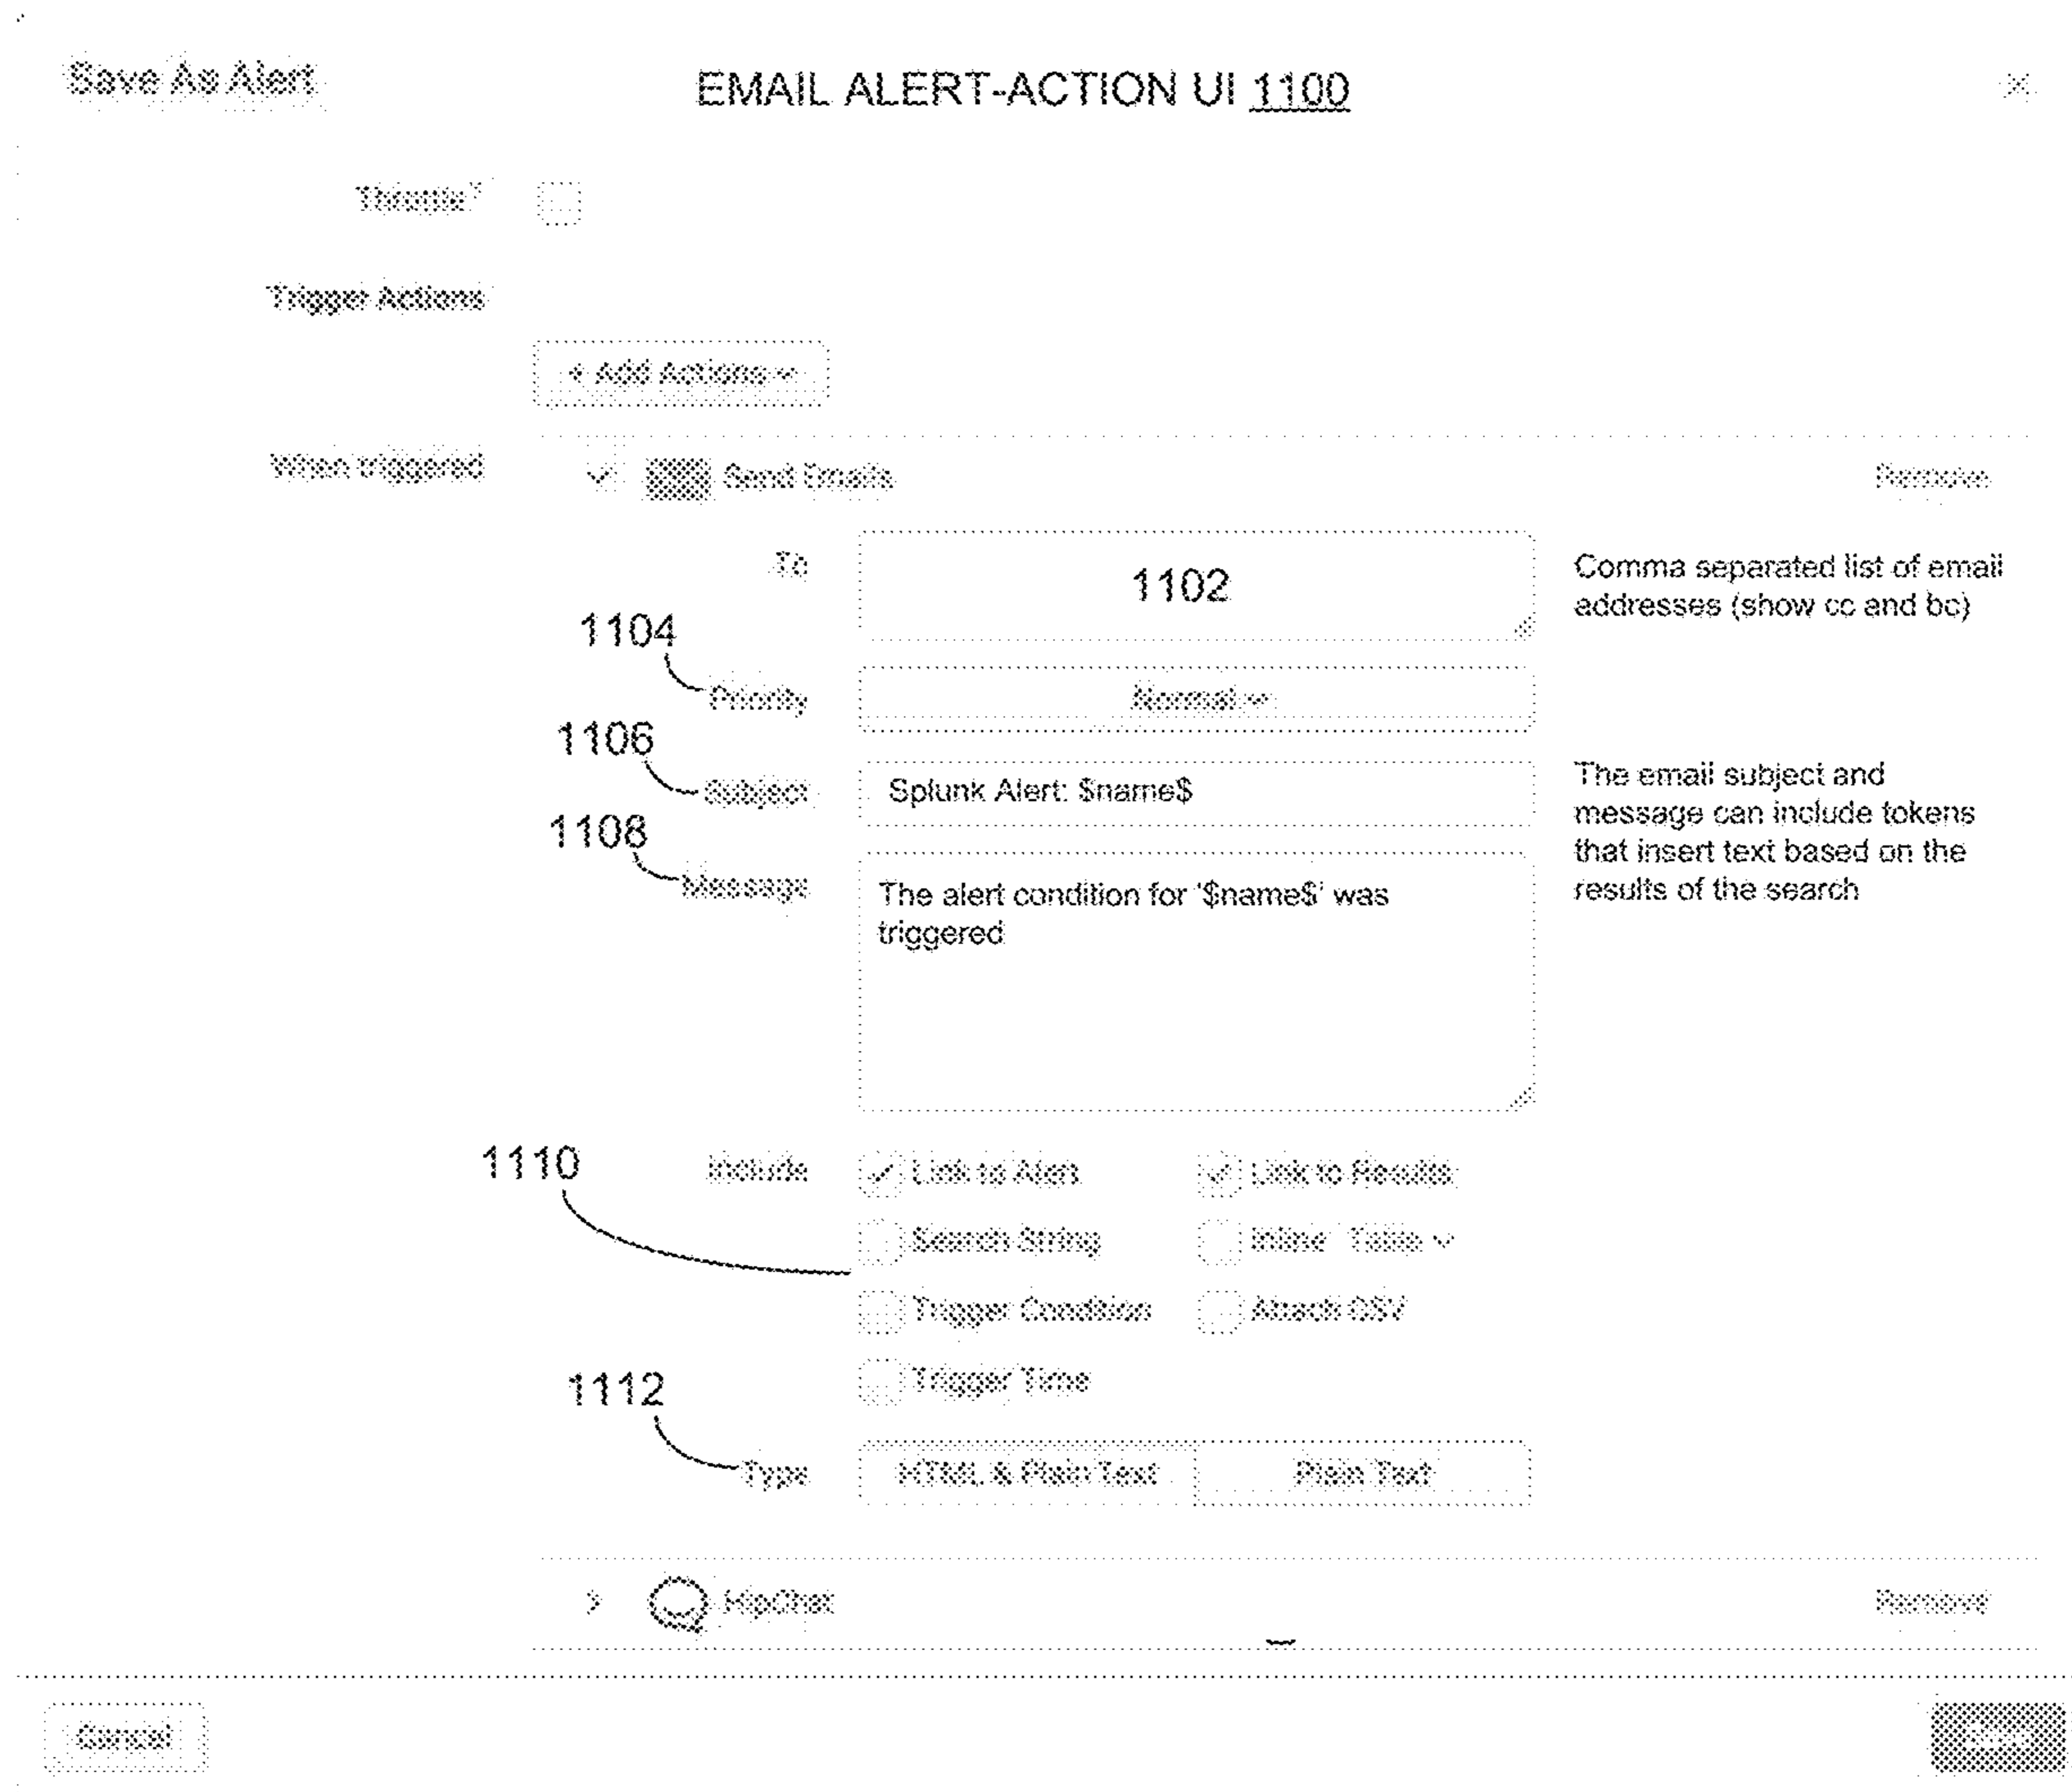 Save As Alert
EMAIL ALERT-ACTION UI 1100
Throttle ?
Trigger Actions
+ Add Actions
When triggered
Send Emails
Remove
To
1102
Comma separated list of email
addresses (show cc and bc)
1104
Priority
Normal
1106
Subject
Splunk Alert: $name$
The email subject and
message can include tokens
that insert text based on the
results of the search
1108
Message
The alert condition for '$name$' was
triggered
1110
Include
Link to Alert
Link to Results
Search String
Inline Table
Trigger Condition
Attach CSV
Trigger Time
1112
Type
HTML & Plain Text
Plain Text
HipChat
Remove
Cancel